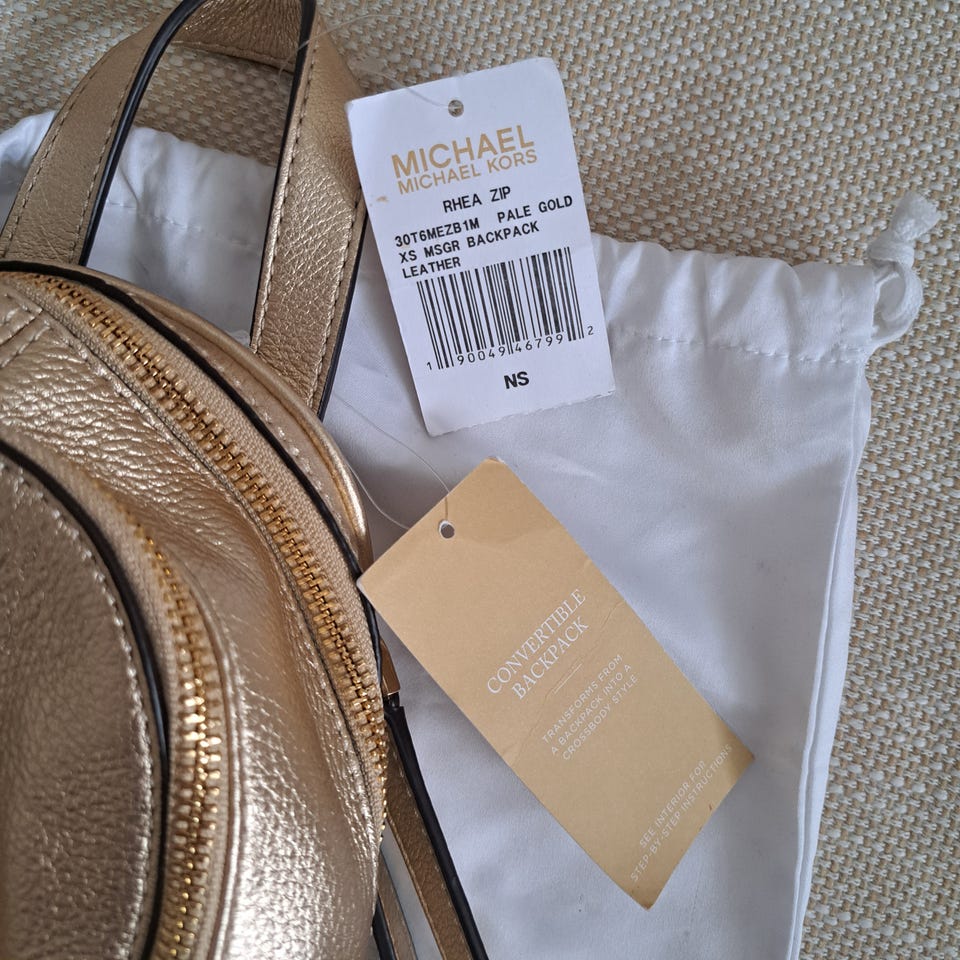 MICHAEL
MICHAEL KORS
RHEA ZIP
30T6MEZB1M PALE GOLD
XS MSGR BACKPACK
LEATHER
1 90049 46799 2
NS
CONVERTIBLE
BACKPACK
TRANSFORMS FROM
A BACKPACK INTO A
CROSSBODY STYLE
SEE INTERIOR FOR
STEP-BY-STEP INSTRUCTIONS